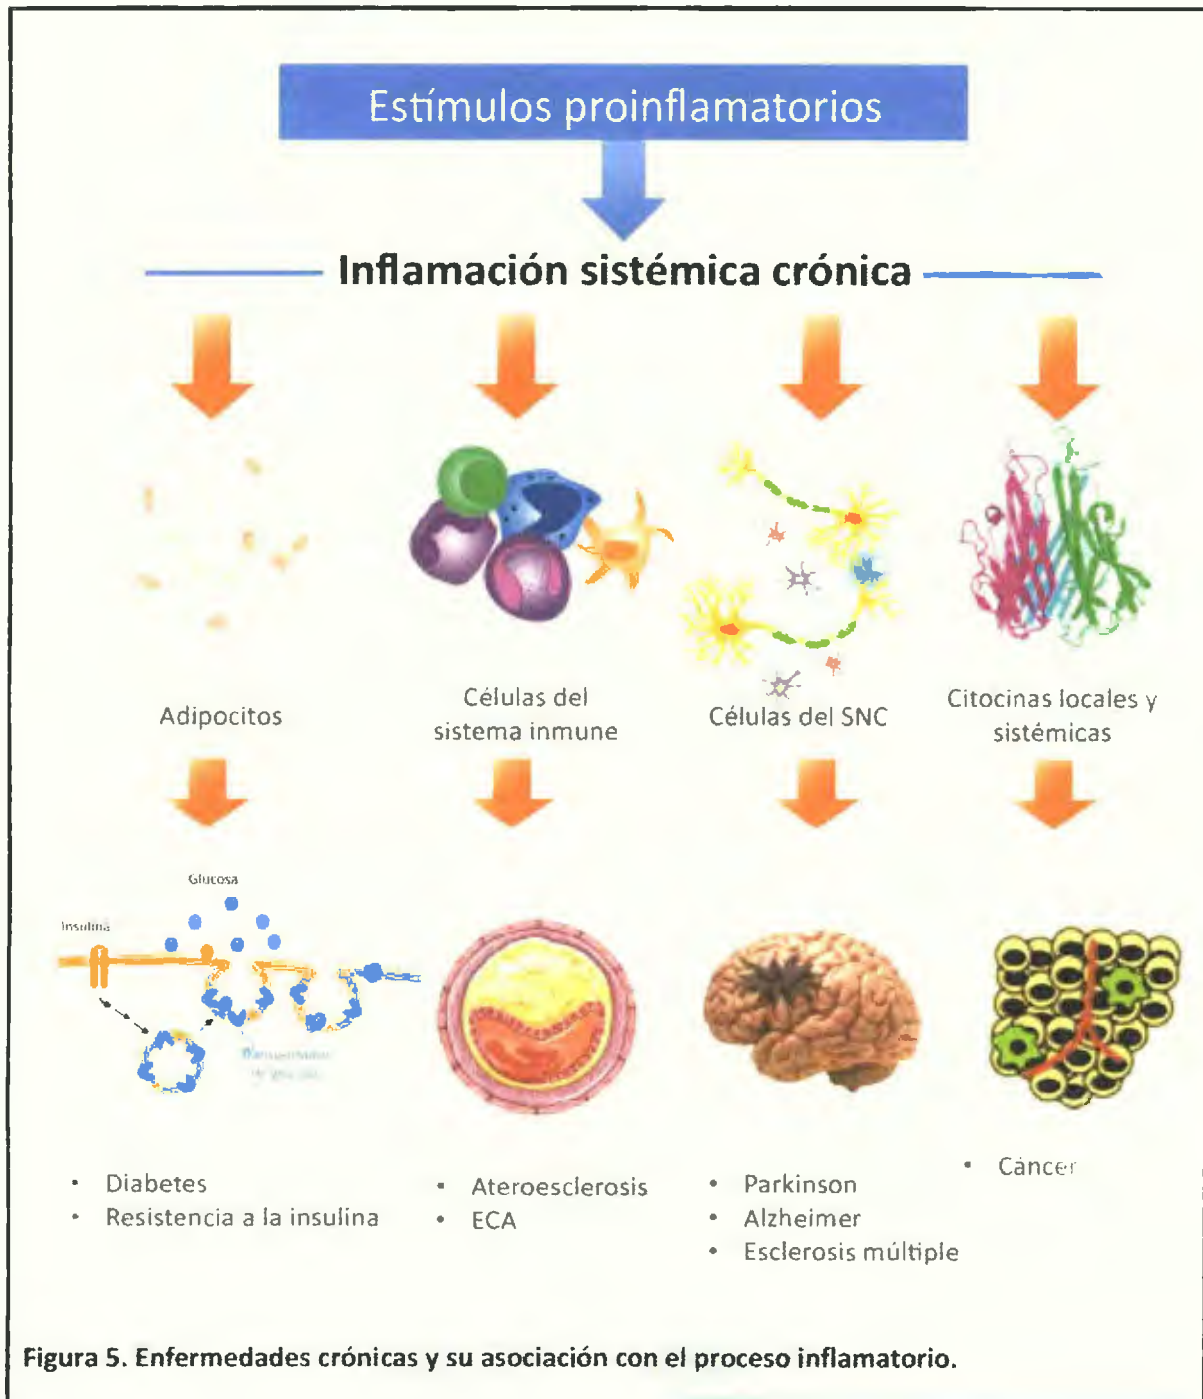 Estímulos proinflamatorios
Inflamación sistémica crónica
Adipocitos
Células del
sistema inmune
Células del SNC
Citocinas locales y
sistémicas
Glucosa
Insulina
• Diabetes
• Resistencia a la insulina
• Ateroesclerosis
• ECA
• Parkinson
• Alzheimer
• Esclerosis múltiple
• Cáncer
Figura 5. Enfermedades crónicas y su asociación con el proceso inflamatorio.